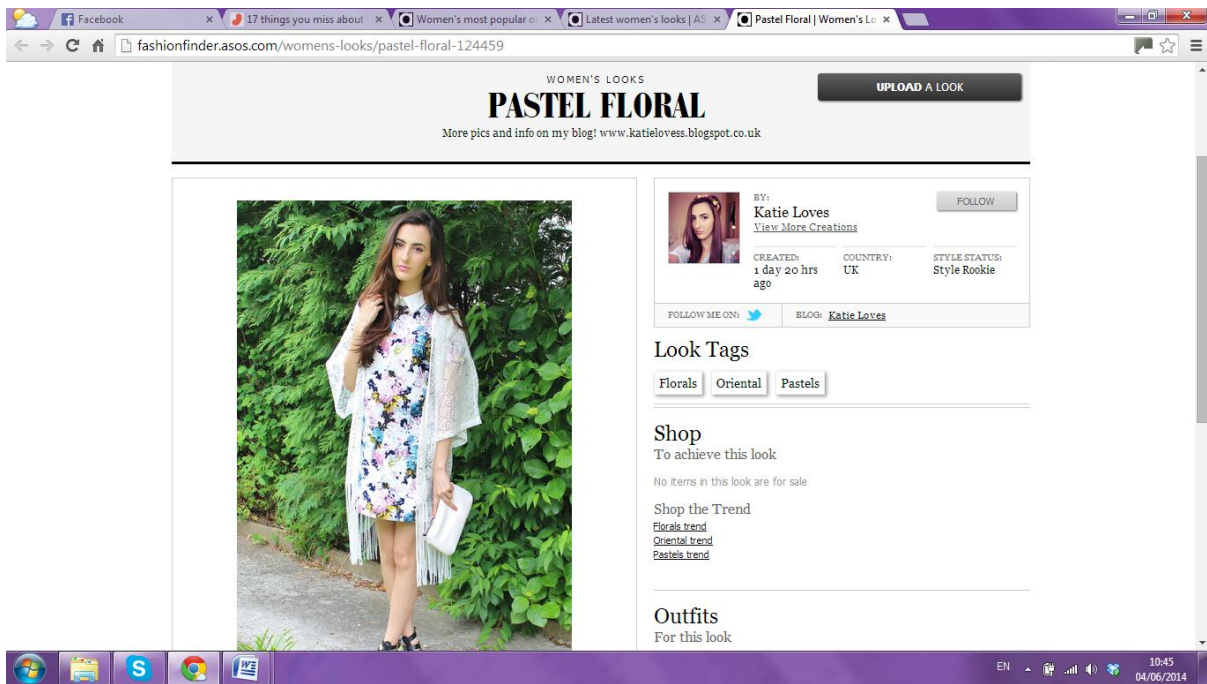 Facebook
17 things you miss about
Women's most popular o
Latest women's looks | AS
Pastel Floral | Women's Lo
fashionfinder.asos.com/womens-looks/pastel-floral-124459
WOMEN'S LOOKS
PASTEL FLORAL
More pics and info on my blog! www.katielovess.blogspot.co.uk
UPLOAD A LOOK
BY:
Katie Loves
View More Creations
FOLLOW
CREATED:
1 day 20 hrs
ago
COUNTRY:
UK
STYLE STATUS:
Style Rookie
FOLLOW ME ON:
BLOG: Katie Loves
Look Tags
Florals Oriental Pastels
Shop
To achieve this look
No items in this look are for sale
Shop the Trend
Florals trend
Oriental trend
Pastels trend
Outfits
For this look
EN
10:45
04/06/2014